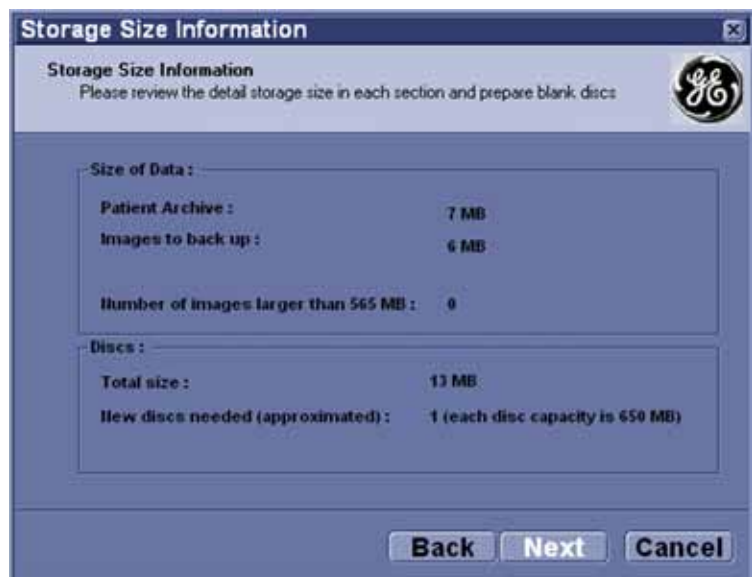 Storage Size Information
Storage Size Information
Please review the detail storage size in each section and prepare blank discs
GE
Size of Data :
Patient Archive : 7 MB
Images to back up : 6 MB
Number of images larger than 565 MB : 0
Discs :
Total size : 13 MB
New discs needed (approximated) : 1 (each disc capacity is 650 MB)
Back Next Cancel